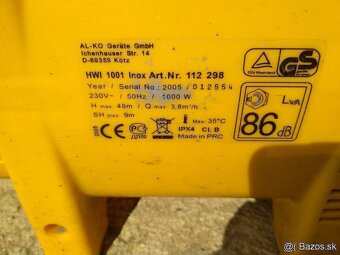 AL-KO Geräte GmbH
Ichenhauser Str. 14
D-89359 Kötz
HWI 1001 Inox Art.Nr. 112 298
Year / Serial No.: 2005 / 012554
230V~ / 50Hz / 1000 W
H max. 48m / Q max. 3,8m³/h
SH max. 9m
Max. 35°C
IPX4 Cl. B
Made in PRC
TÜV Rheinland
GS
LWA
86 dB
© Bazos.sk